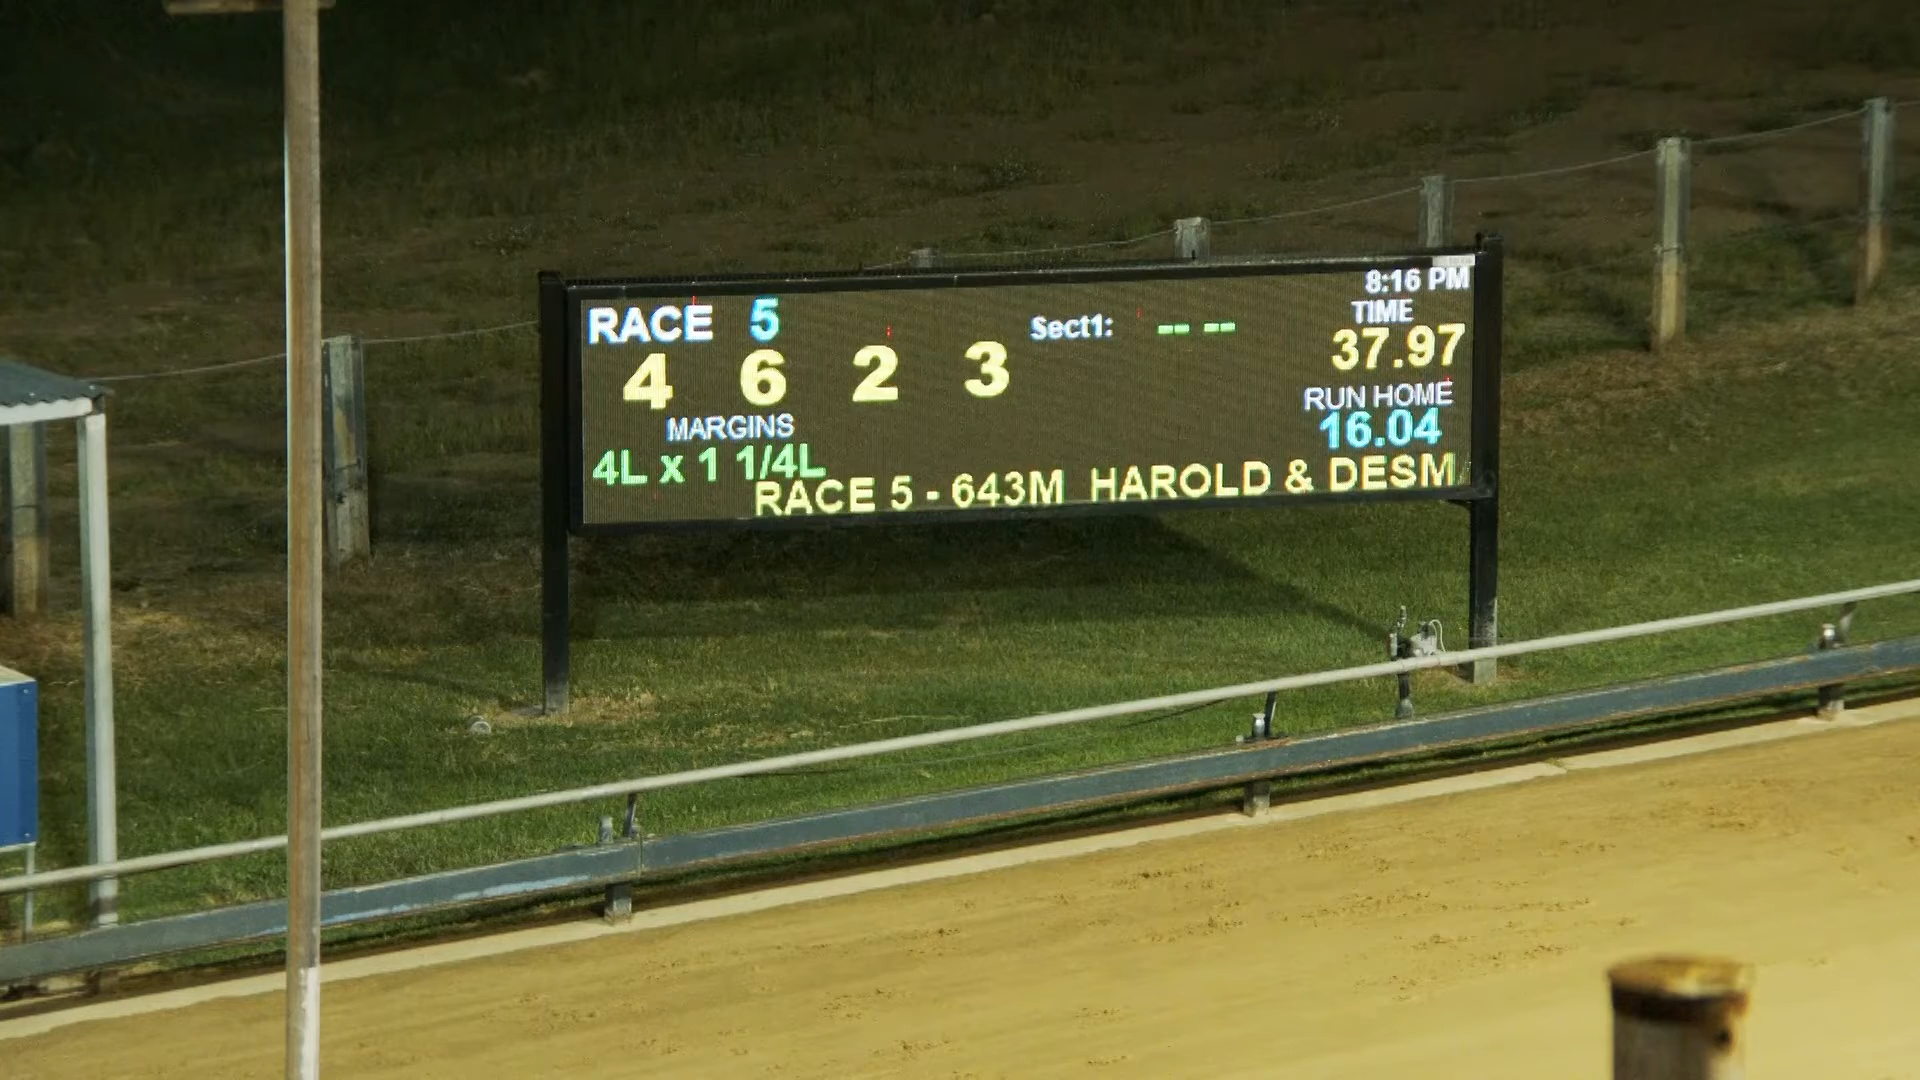 8:16 PM
RACE 5 Sect1: -- -- TIME
4 6 2 3 37.97
MARGINS RUN HOME
4L x 1 1/4L 16.04
RACE 5 - 643M HAROLD & DESM